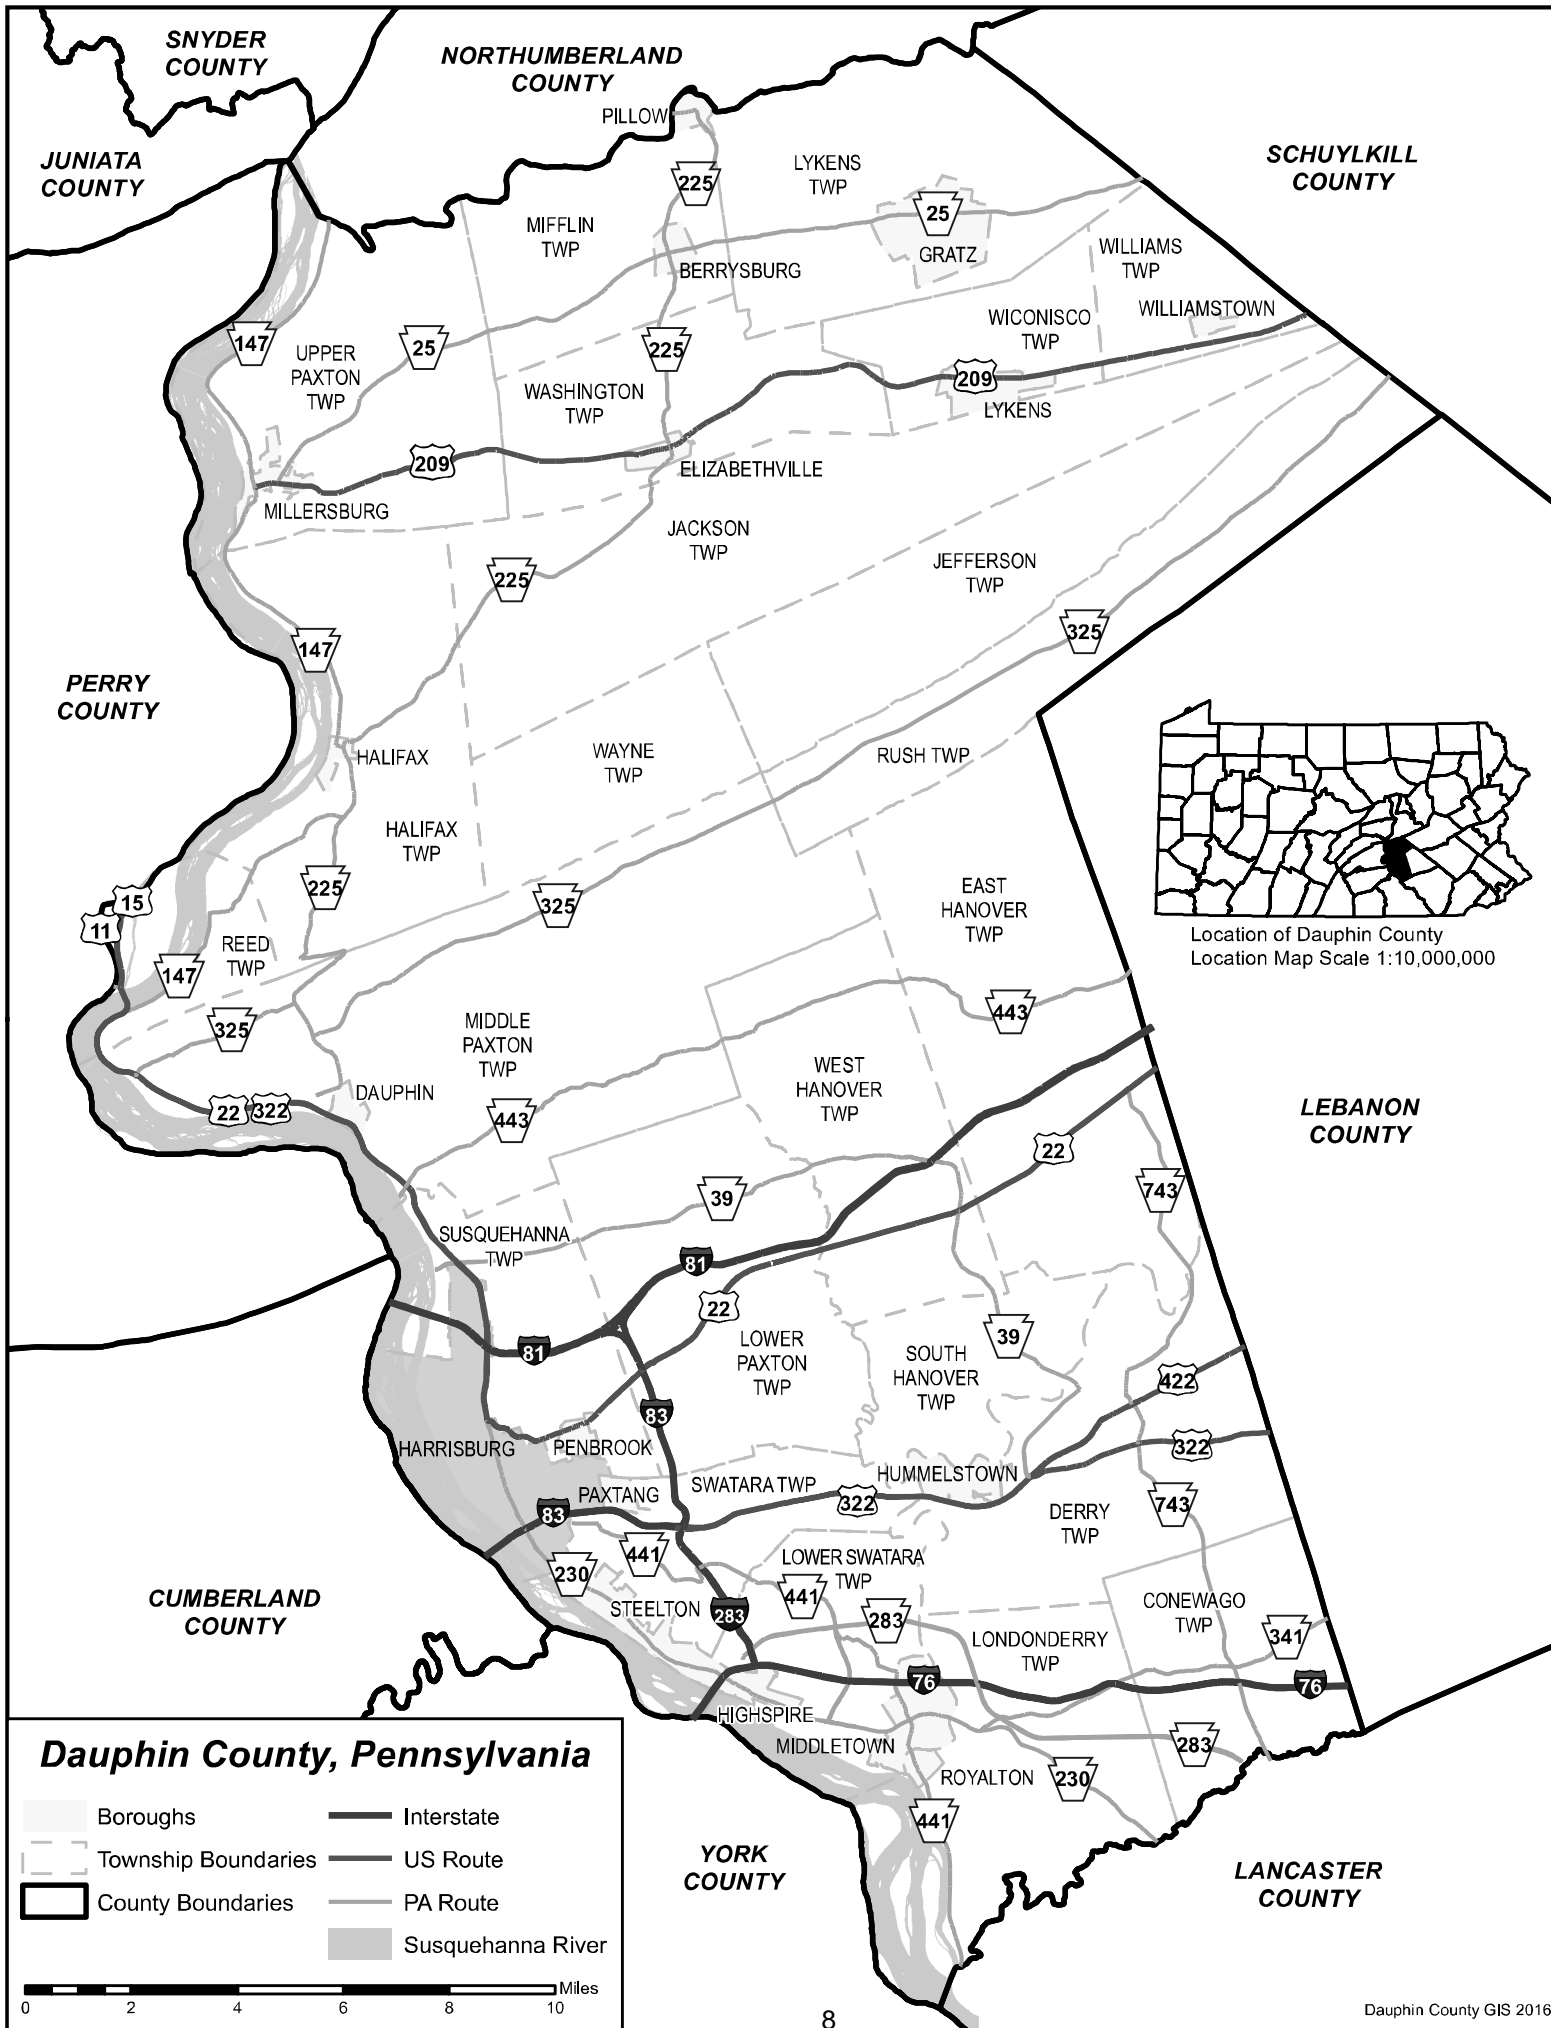 SNYDER
COUNTY
NORTHUMBERLAND
COUNTY
PILLOW
JUNIATA
COUNTY
SCHUYLKILL
COUNTY
LYKENS
TWP
225
25
MIFFLIN
TWP
GRATZ
WILLIAMS
TWP
BERRYSBURG
WILLIAMSTOWN
WICONISCO
TWP
147
25
225
UPPER
PAXTON
TWP
WASHINGTON
TWP
209
LYKENS
209
ELIZABETHVILLE
MILLERSBURG
JACKSON
TWP
225
JEFFERSON
TWP
147
325
PERRY
COUNTY
HALIFAX
WAYNE
TWP
RUSH TWP
HALIFAX
TWP
225
15
11
325
EAST
HANOVER
TWP
Location of Dauphin County
Location Map Scale 1:10,000,000
REED
TWP
147
325
443
MIDDLE
PAXTON
TWP
WEST
HANOVER
TWP
DAUPHIN
22
322
443
22
LEBANON
COUNTY
39
743
SUSQUEHANNA
TWP
81
22
81
39
LOWER
PAXTON
TWP
SOUTH
HANOVER
TWP
422
83
322
HARRISBURG
PENBROOK
SWATARA TWP
HUMMELSTOWN
PAXTANG
322
83
743
DERRY
TWP
441
230
LOWER SWATARA
TWP
441
CUMBERLAND
COUNTY
STEELTON
283
283
CONEWAGO
TWP
341
LONDONDERRY
TWP
76
76
HIGHSPIRE
MIDDLETOWN
283
ROYALTON
230
441
YORK
COUNTY
LANCASTER
COUNTY
Dauphin County, Pennsylvania
Boroughs
Interstate
Township Boundaries
US Route
County Boundaries
PA Route
Susquehanna River
Miles
0 2 4 6 8 10
8
Dauphin County GIS 2016